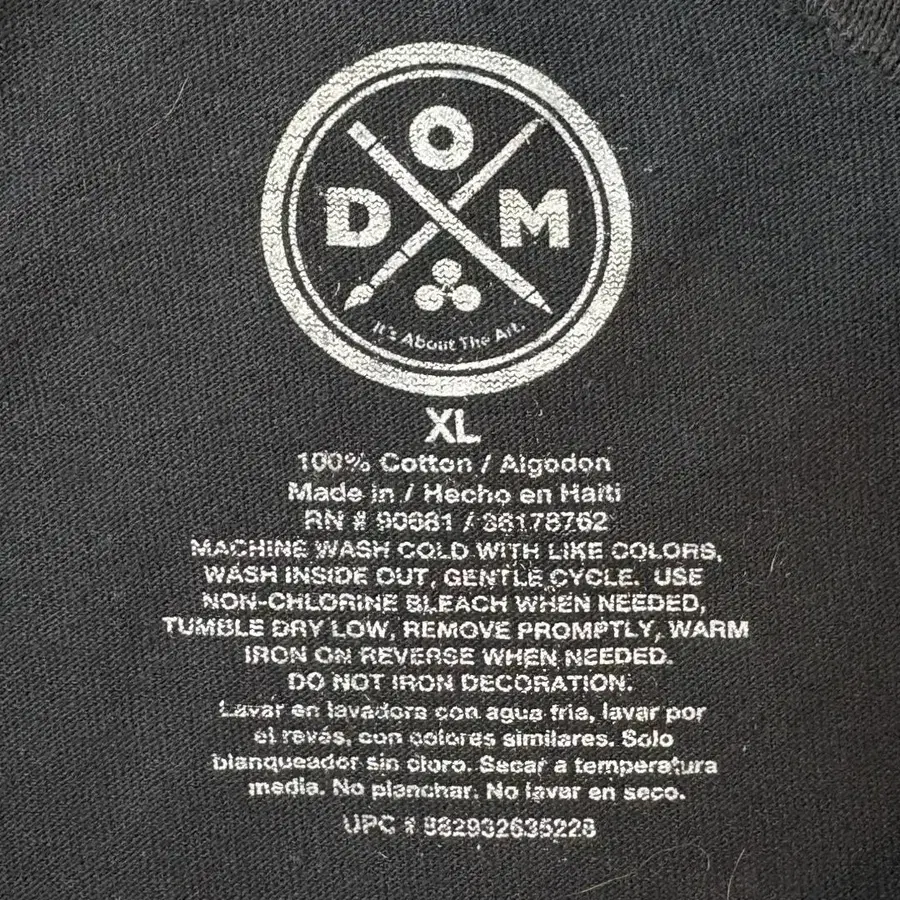 D O M
It's About The Art.
XL
100% Cotton / Algodon
Made in / Hecho en Haiti
RN # 90681 / 36178762
MACHINE WASH COLD WITH LIKE COLORS,
WASH INSIDE OUT, GENTLE CYCLE. USE
NON-CHLORINE BLEACH WHEN NEEDED,
TUMBLE DRY LOW, REMOVE PROMPTLY, WARM
IRON ON REVERSE WHEN NEEDED.
DO NOT IRON DECORATION.
Lavar en lavadora con agua fria, lavar por
el revés, con colores similares. Solo
blanqueador sin cloro. Secar a temperatura
media. No planchar. No lavar en seco.
UPC # 882932635228